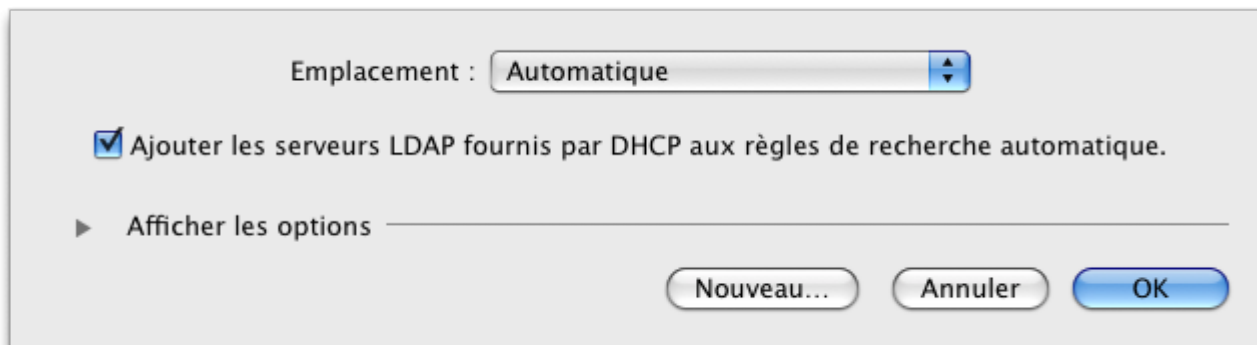 Emplacement : Automatique
Ajouter les serveurs LDAP fournis par DHCP aux règles de recherche automatique.
Afficher les options
Nouveau... Annuler OK